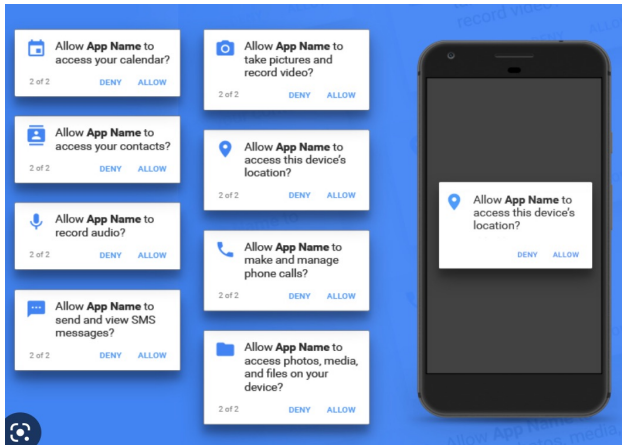 Allow App Name to
access your calendar?
2 of 2 DENY ALLOW
Allow App Name to
access your contacts?
2 of 2 DENY ALLOW
Allow App Name to
record audio?
2 of 2 DENY ALLOW
Allow App Name to
send and view SMS
messages?
2 of 2 DENY ALLOW
Allow App Name to
take pictures and
record video?
2 of 2 DENY ALLOW
Allow App Name to
access this device's
location?
2 of 2 DENY ALLOW
Allow App Name to
make and manage
phone calls?
2 of 2 DENY ALLOW
Allow App Name to
access photos, media,
and files on your
device?
2 of 2 DENY ALLOW
record video?
Allow App Name to
access this device's
location?
DENY ALLOW
Allow App Name
media,